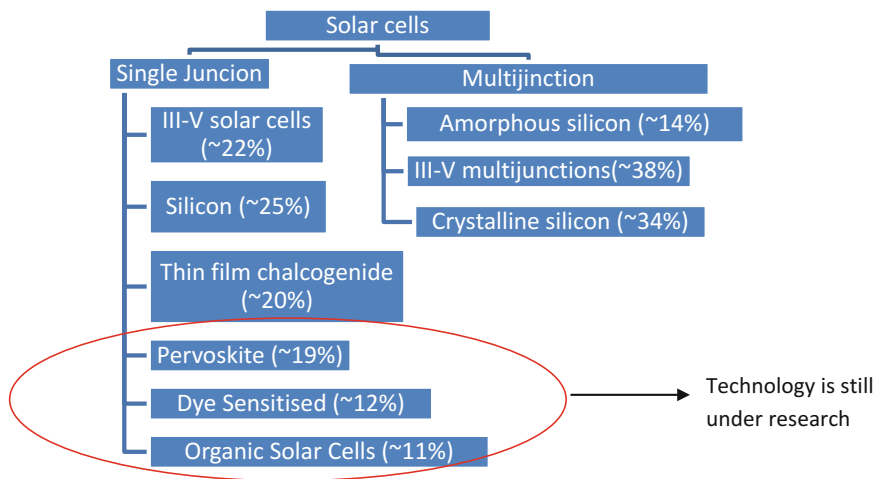 Solar cells
Single Juncion
III-V solar cells
(~22%)
Silicon (~25%)
Thin film chalcogenide
(~20%)
Pervoskite (~19%)
Dye Sensitised (~12%)
Organic Solar Cells (~11%)
Multijinction
Amorphous silicon (~14%)
III-V multijunctions(~38%)
Crystalline silicon (~34%)
Technology is still
under research